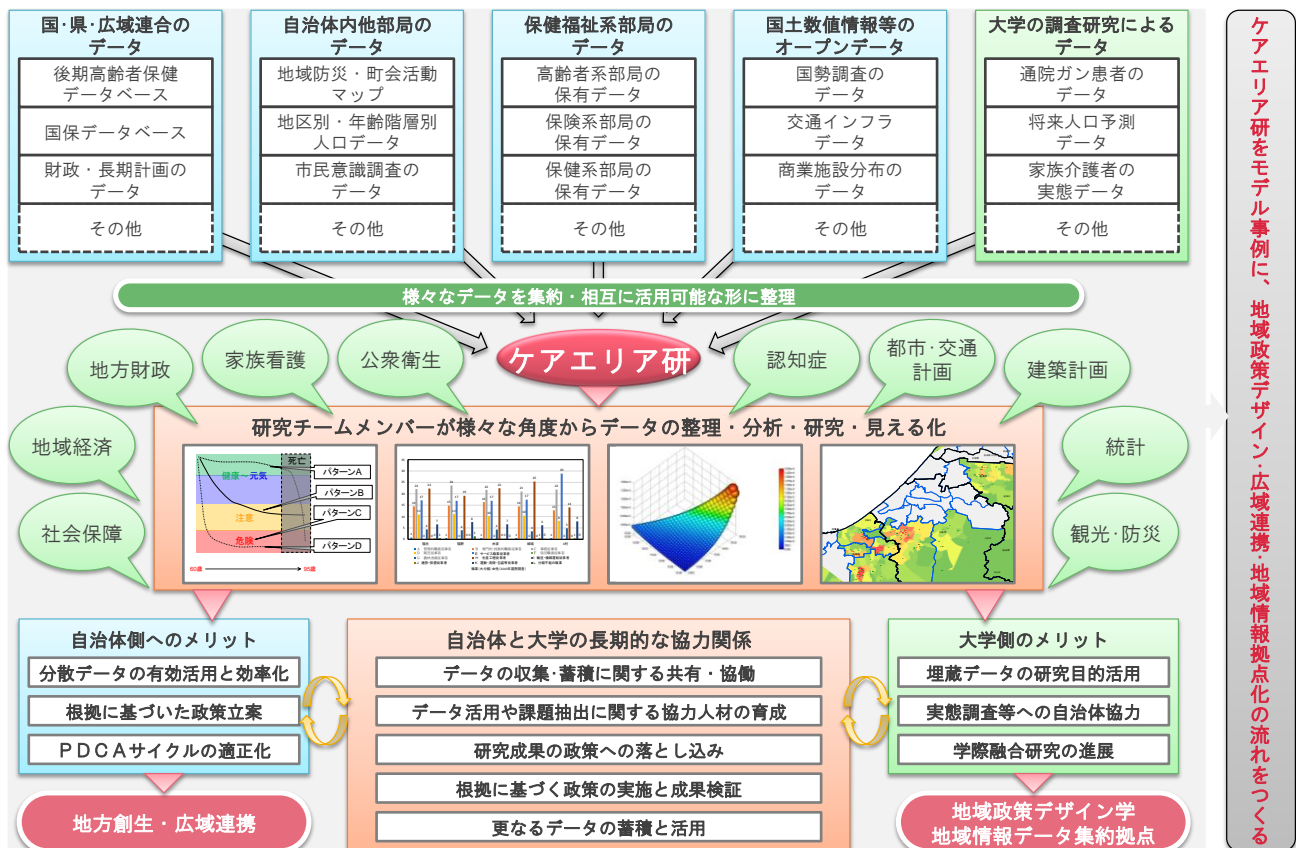 国・県・広域連合の
データ
後期高齢者保健
データベース
国保データベース
財政・長期計画の
データ
その他
自治体内他部局の
データ
地域防災・町会活動
マップ
地区別・年齢階層別
人口データ
市民意識調査の
データ
その他
保健福祉系部局の
データ
高齢者系部局の
保有データ
保険系部局の
保有データ
保健系部局の
保有データ
その他
国土数値情報等の
オープンデータ
国勢調査の
データ
交通インフラ
データ
商業施設分布の
データ
その他
大学の調査研究による
データ
通院ガン患者の
データ
将来人口予測
データ
家族介護者の
実態データ
その他
様々なデータを集約・相互に活用可能な形に整理
ケアエリア研
地方財政
家族看護
公衆衛生
認知症
都市・交通
計画
建築計画
地域経済
社会保障
統計
観光・防災
研究チームメンバーが様々な角度からデータの整理・分析・研究・見える化
健康～元気
注意
危険
死亡
パターンA
パターンB
パターンC
パターンD
60歳
95歳
自治体側へのメリット
分散データの有効活用と効率化
根拠に基づいた政策立案
ＰＤＣＡサイクルの適正化
地方創生・広域連携
自治体と大学の長期的な協力関係
データの収集・蓄積に関する共有・協働
データ活用や課題抽出に関する協力人材の育成
研究成果の政策への落とし込み
根拠に基づく政策の実施と成果検証
更なるデータの蓄積と活用
大学側のメリット
埋蔵データの研究目的活用
実態調査等への自治体協力
学際融合研究の進展
地域政策デザイン学
地域情報データ集約拠点
ケアエリア研をモデル事例に、地域政策デザイン・広域連携・地域情報拠点化の流れをつくる